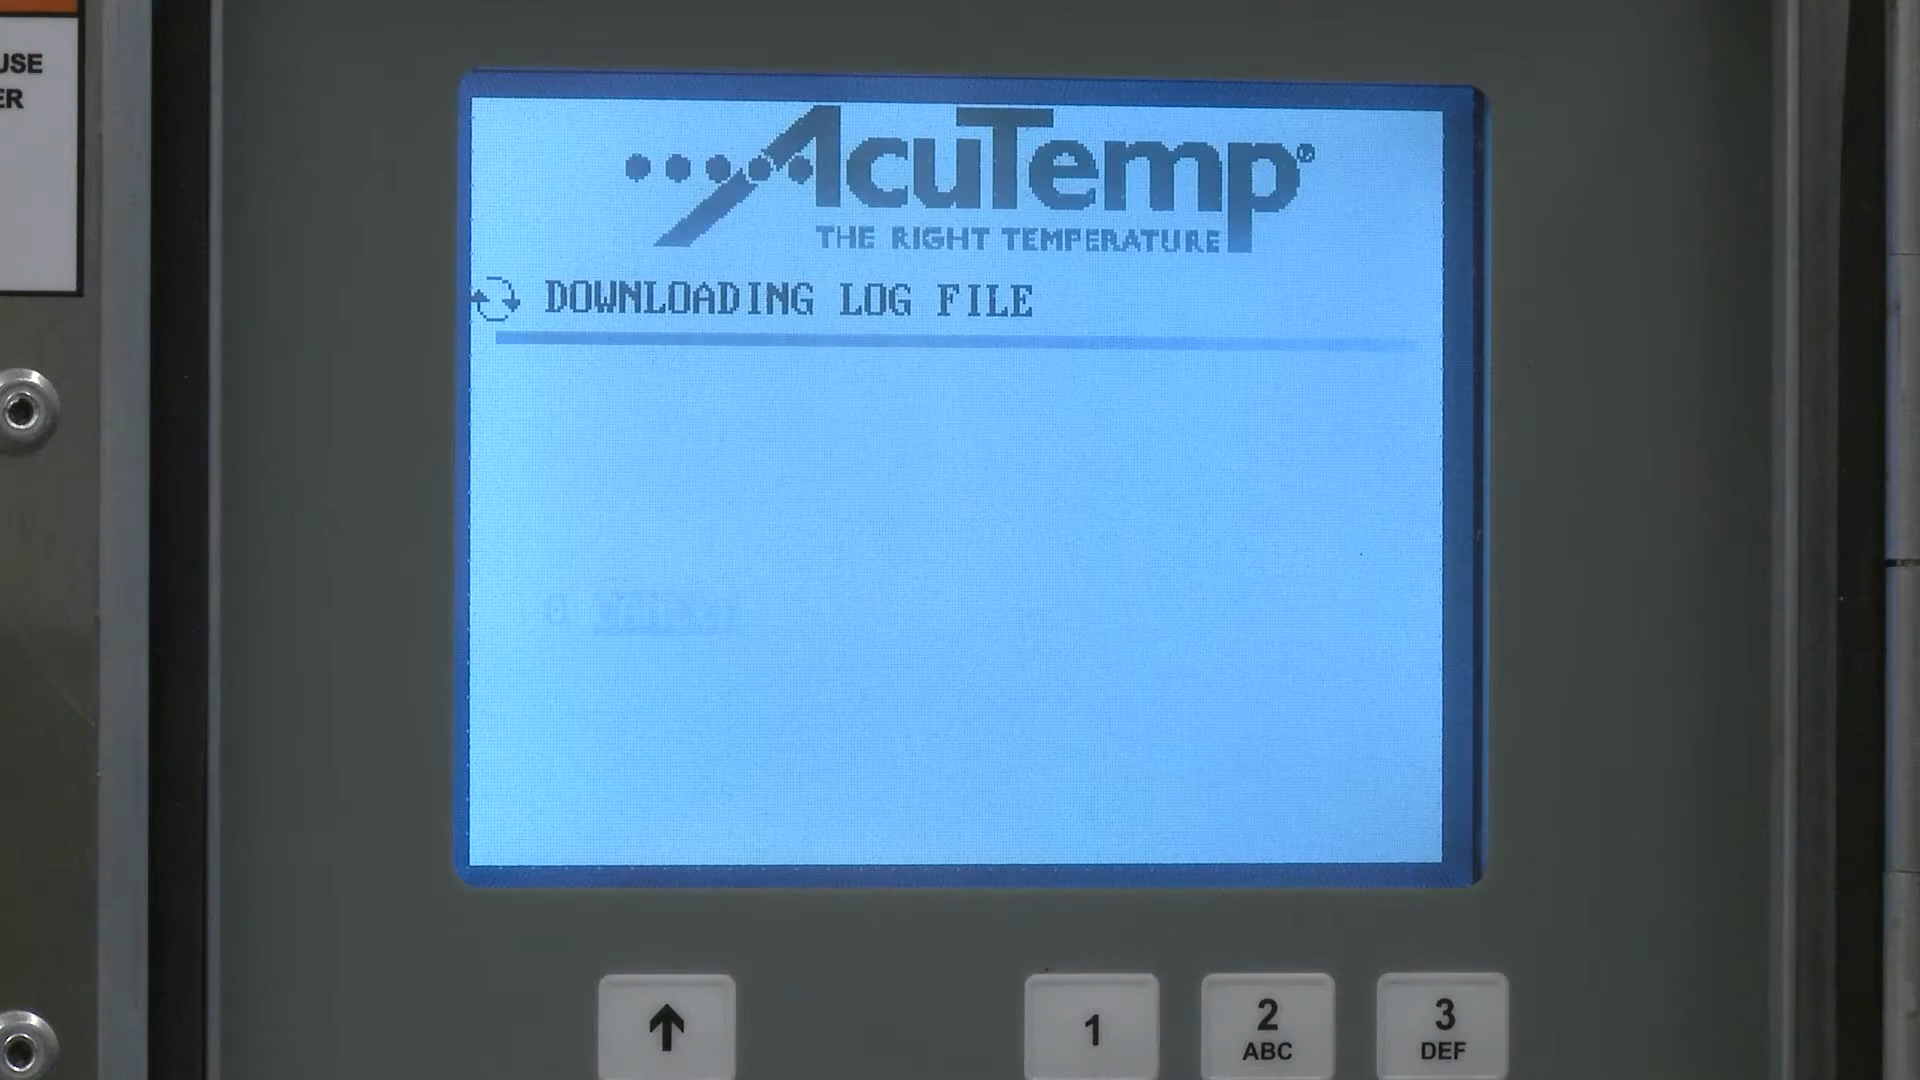 USE
ER
AcuTemp®
THE RIGHT TEMPERATURE
DOWNLOADING LOG FILE
↑
1
2
ABC
3
DEF